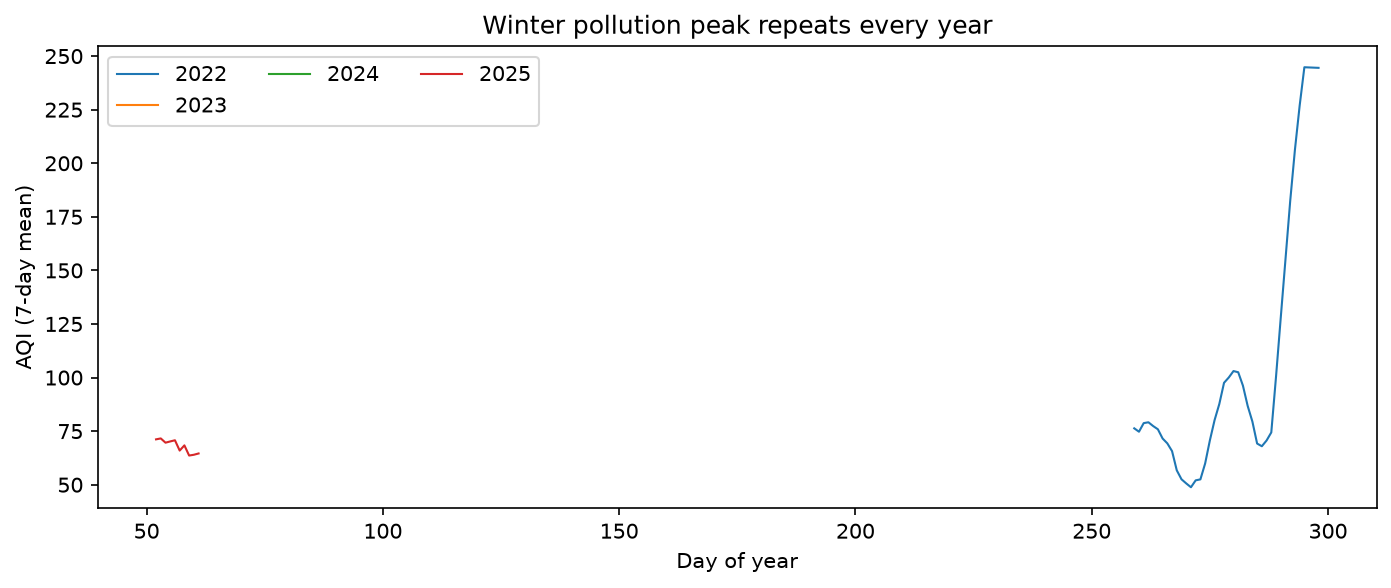 Winter pollution peak repeats every year
2022 2024 2025
2023
AQI (7-day mean)
250
225
200
175
150
125
100
75
50
50 100 150 200 250 300
Day of year